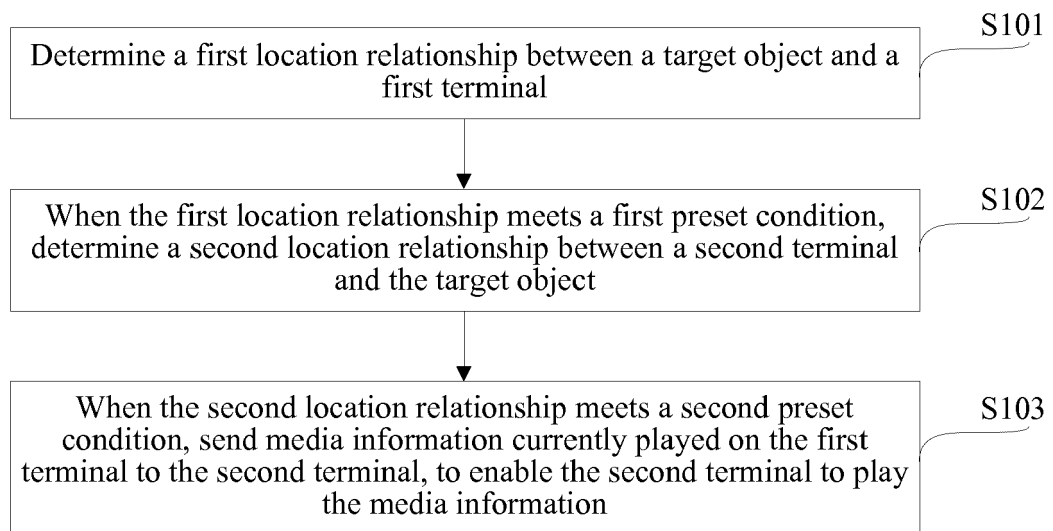 S101
Determine a first location relationship between a target object and a
first terminal
S102
When the first location relationship meets a first preset condition,
determine a second location relationship between a second terminal
and the target object
S103
When the second location relationship meets a second preset
condition, send media information currently played on the first
terminal to the second terminal, to enable the second terminal to play
the media information